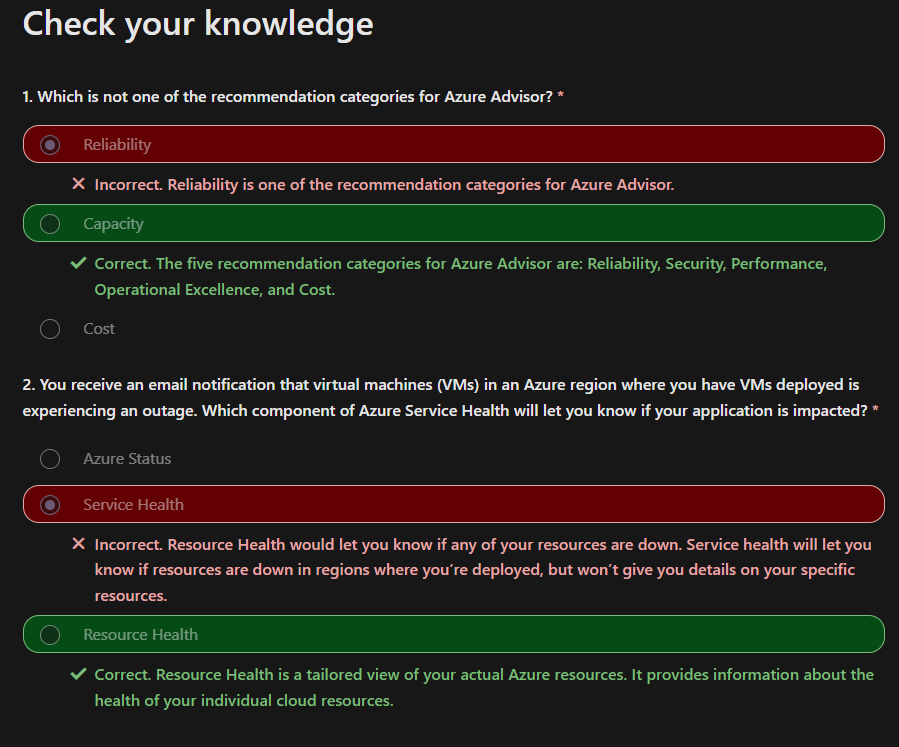 Check your knowledge
1. Which is not one of the recommendation categories for Azure Advisor? *
Reliability
Incorrect. Reliability is one of the recommendation categories for Azure Advisor.
Capacity
Correct. The five recommendation categories for Azure Advisor are: Reliability, Security, Performance,
Operational Excellence, and Cost.
Cost
2. You receive an email notification that virtual machines (VMs) in an Azure region where you have VMs deployed is
experiencing an outage. Which component of Azure Service Health will let you know if your application is impacted? *
Azure Status
Service Health
Incorrect. Resource Health would let you know if any of your resources are down. Service health will let you
know if resources are down in regions where you’re deployed, but won’t give you details on your specific
resources.
Resource Health
Correct. Resource Health is a tailored view of your actual Azure resources. It provides information about the
health of your individual cloud resources.